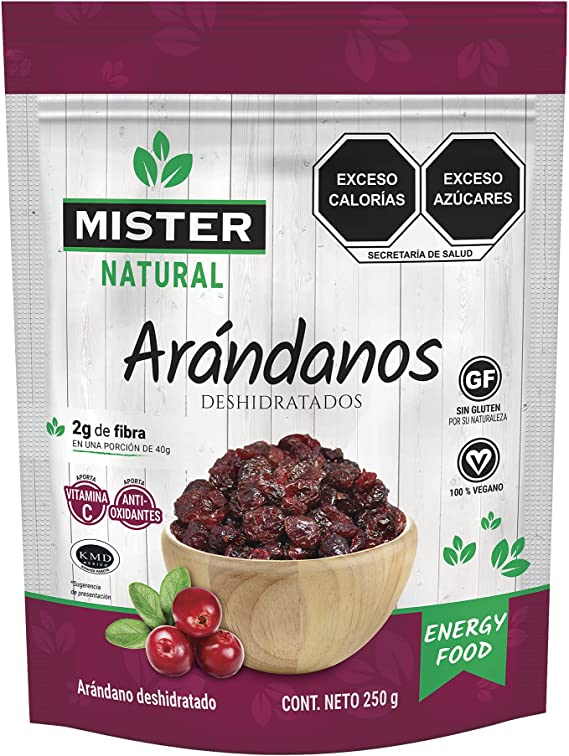 MISTER
NATURAL
EXCESO
CALORÍAS
EXCESO
AZÚCARES
SECRETARÍA DE SALUD
Arándanos
DESHIDRATADOS
2g de fibra
EN UNA PORCIÓN DE 40g
GF
SIN GLUTEN
POR SU NATURALEZA
V
100 % VEGANO
APORTA
VITAMINA
C
APORTA
ANTI-
OXIDANTES
KMD
MÉXICO
*Sugerencia
de presentación
ENERGY
FOOD
Arándano deshidratado
CONT. NETO 250 g